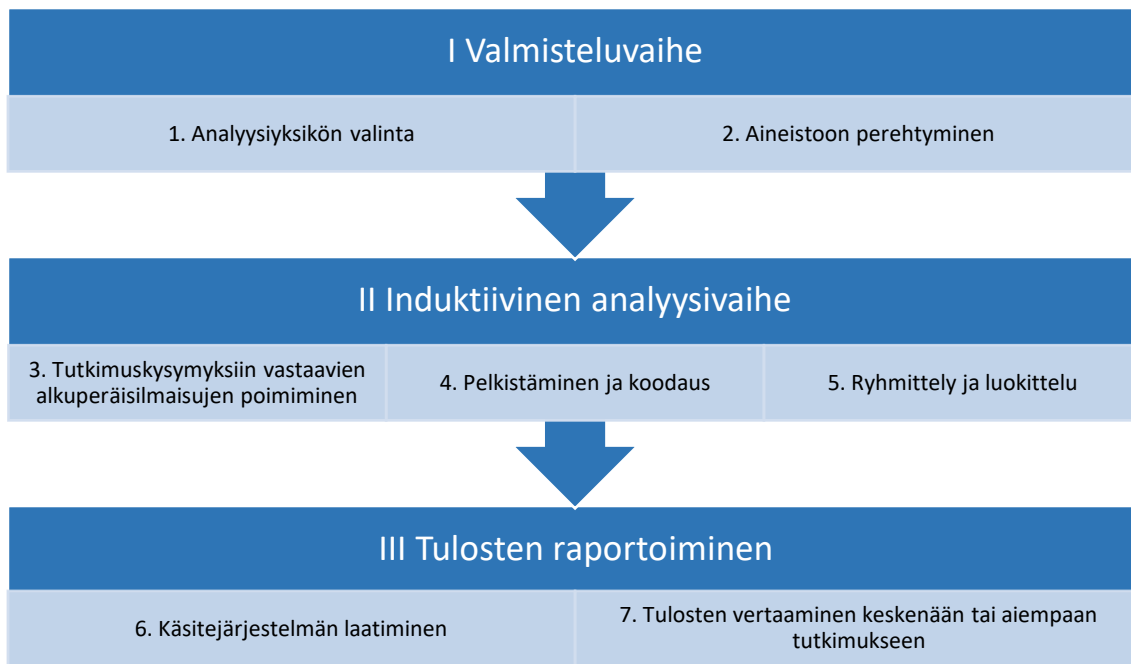 I Valmisteluvaihe
1. Analyysiyksikön valinta
2. Aineistoon perehtyminen
II Induktiivinen analyysivaihe
3. Tutkimuskysymyksiin vastaavien
alkuperäisilmaisujen poimiminen
4. Pelkistäminen ja koodaus
5. Ryhmittely ja luokittelu
III Tulosten raportoiminen
6. Käsitejärjestelmän laatiminen
7. Tulosten vertaaminen keskenään tai aiempaan
tutkimukseen